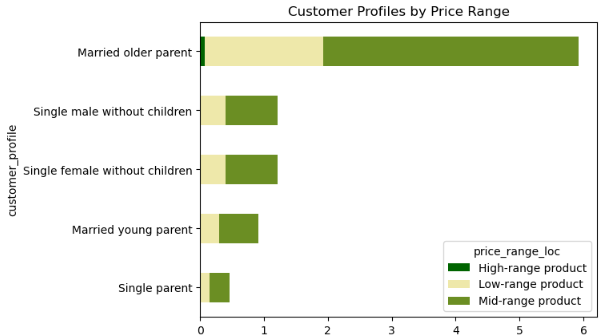 Customer Profiles by Price Range
customer_profile
Married older parent
Single male without children
Single female without children
Married young parent
Single parent
price_range_loc
High-range product
Low-range product
Mid-range product
0 1 2 3 4 5 6